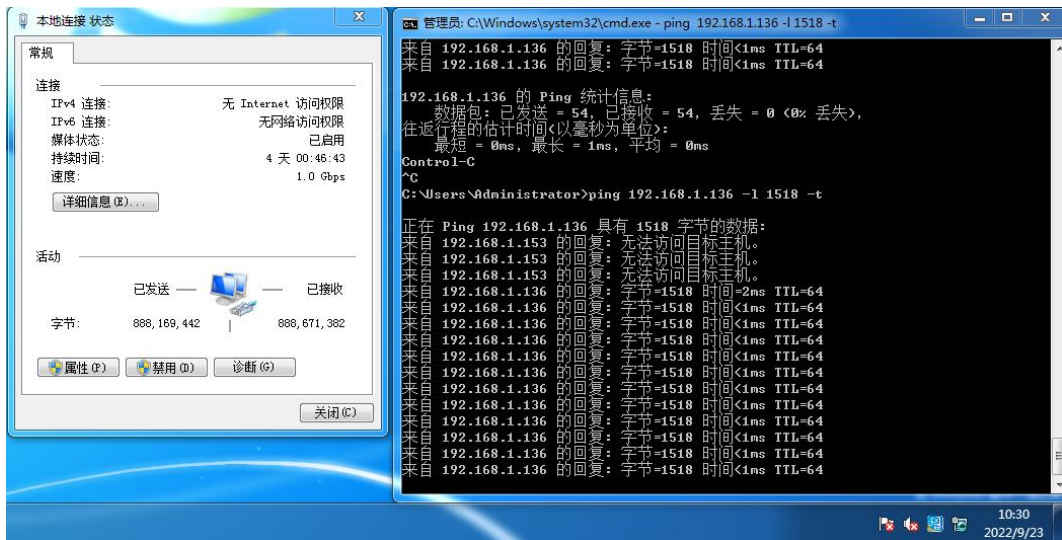 本地连接 状态
常规
连接
IPv4 连接: 无 Internet 访问权限
IPv6 连接: 无网络访问权限
媒体状态: 已启用
持续时间: 4 天 00:46:43
速度: 1.0 Gbps
详细信息(E)...
活动
已发送 — — 已接收
字节: 888,169,442 | 888,671,382
属性(P) 禁用(D) 诊断(G)
关闭(C)
管理员: C:\Windows\system32\cmd.exe - ping 192.168.1.136 -l 1518 -t
来自 192.168.1.136 的回复: 字节=1518 时间<1ms TTL=64
来自 192.168.1.136 的回复: 字节=1518 时间<1ms TTL=64
192.168.1.136 的 Ping 统计信息:
数据包: 已发送 = 54, 已接收 = 54, 丢失 = 0 (0% 丢失),
往返行程的估计时间(以毫秒为单位):
最短 = 0ms, 最长 = 1ms, 平均 = 0ms
Control-C
^C
C:\Users\Administrator>ping 192.168.1.136 -l 1518 -t
正在 Ping 192.168.1.136 具有 1518 字节的数据:
来自 192.168.1.153 的回复: 无法访问目标主机。
来自 192.168.1.153 的回复: 无法访问目标主机。
来自 192.168.1.153 的回复: 无法访问目标主机。
来自 192.168.1.136 的回复: 字节=1518 时间=2ms TTL=64
来自 192.168.1.136 的回复: 字节=1518 时间<1ms TTL=64
来自 192.168.1.136 的回复: 字节=1518 时间<1ms TTL=64
来自 192.168.1.136 的回复: 字节=1518 时间<1ms TTL=64
来自 192.168.1.136 的回复: 字节=1518 时间<1ms TTL=64
来自 192.168.1.136 的回复: 字节=1518 时间<1ms TTL=64
来自 192.168.1.136 的回复: 字节=1518 时间<1ms TTL=64
来自 192.168.1.136 的回复: 字节=1518 时间<1ms TTL=64
来自 192.168.1.136 的回复: 字节=1518 时间<1ms TTL=64
来自 192.168.1.136 的回复: 字节=1518 时间<1ms TTL=64
来自 192.168.1.136 的回复: 字节=1518 时间<1ms TTL=64
来自 192.168.1.136 的回复: 字节=1518 时间<1ms TTL=64
10:30
2022/9/23